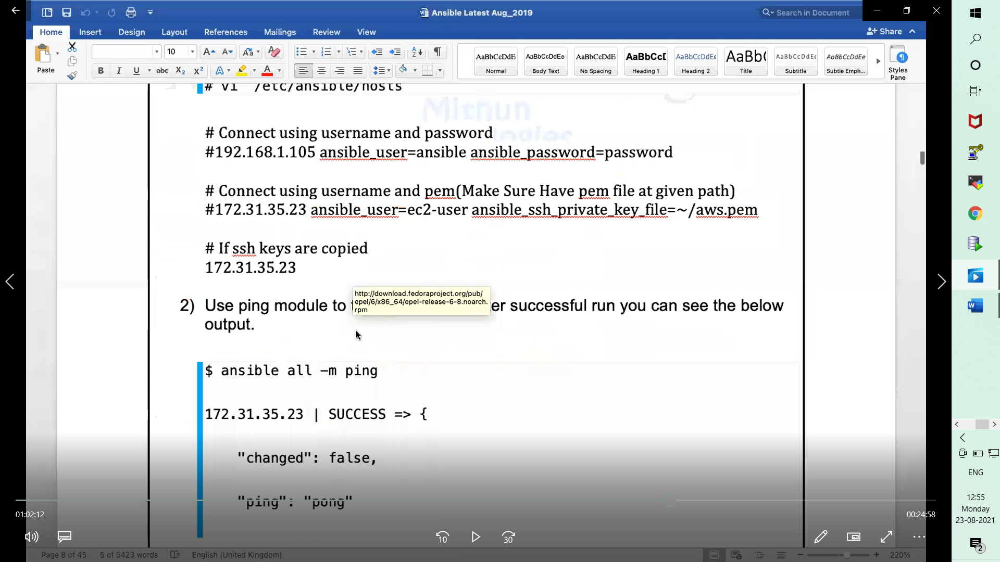 Ansible Latest Aug_2019
Search in Document
Home Insert Design Layout References Mailings Review View
Share
Paste
10
AaBbCcDdE AaBbCcDdEe AaBbCcDdE AaBbCcD AaBbCcDdEe AaBb( AaBbCcDdEe AaBbCcDdEe
Normal Body Text No Spacing Heading 1 Heading 2 Title Subtitle Subtle Emph...
Styles
Pane
# vi /etc/ansible/hosts
Mithun
# Connect using username and password
#192.168.1.105 ansible_user=ansible ansible_password=password
# Connect using username and pem(Make Sure Have pem file at given path)
#172.31.35.23 ansible_user=ec2-user ansible_ssh_private_key_file=~/aws.pem
# If ssh keys are copied
172.31.35.23
http://download.fedoraproject.org/pub/
epel/6/x86_64/epel-release-6-8.noarch.
rpm
2) Use ping module to er successful run you can see the below
output.
$ ansible all –m ping
172.31.35.23 | SUCCESS => {
"changed": false,
"ping": "pong"
01:02:12
00:24:58
10
30
Page 8 of 45 5 of 5423 words English (United Kingdom) 220%
ENG
12:55
Monday
23-08-2021
2